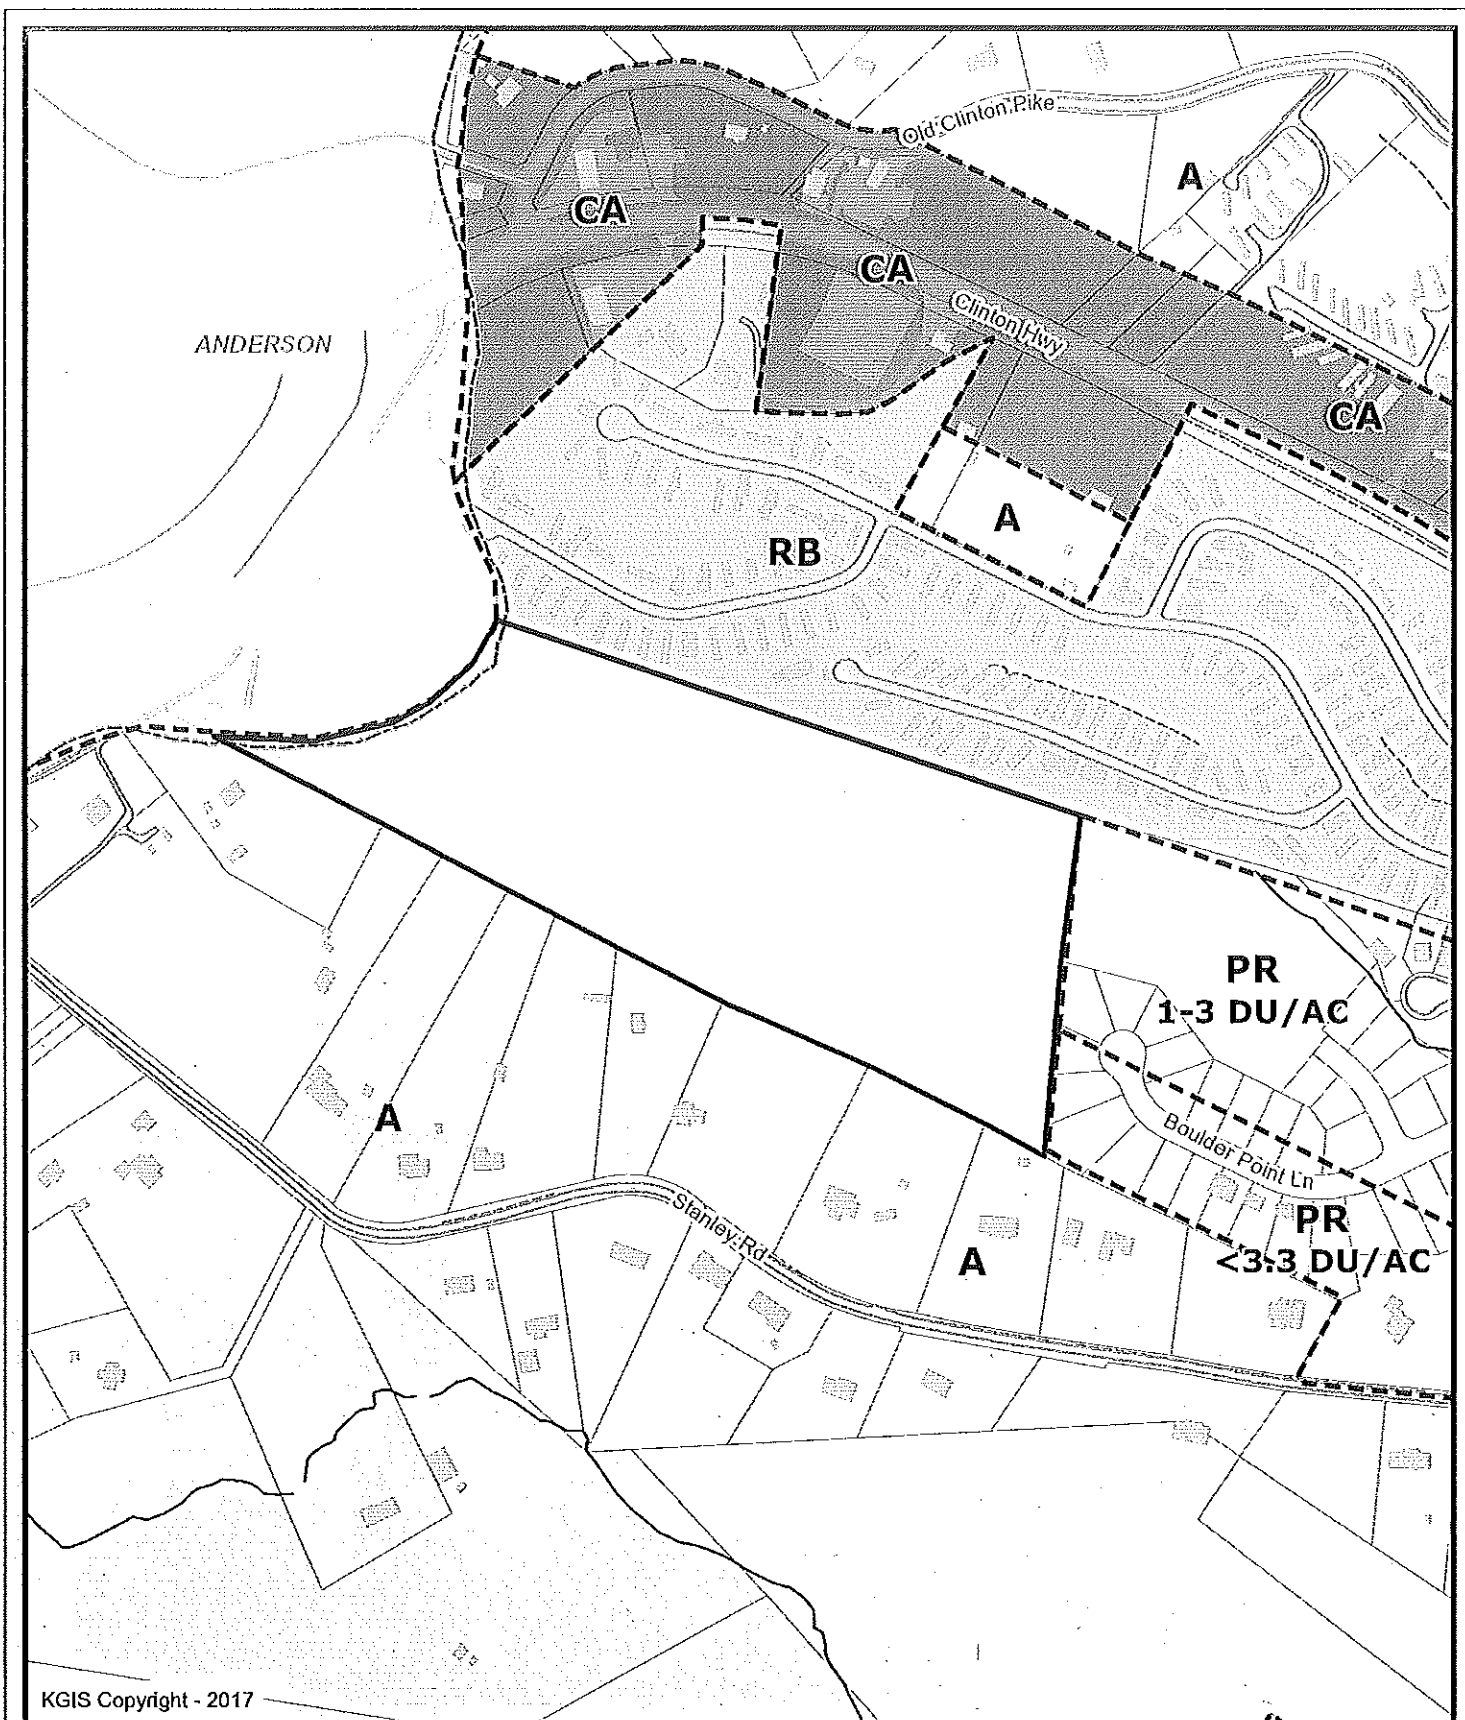 Old Clinton Pike
A
CA
CA
Clinton Hwy
ANDERSON
CA
A
RB
PR
1-3 DU/AC
A
Boulder Point Ln
Stanley Rd
PR
<3.3 DU/AC
A
KGIS Copyright - 2017